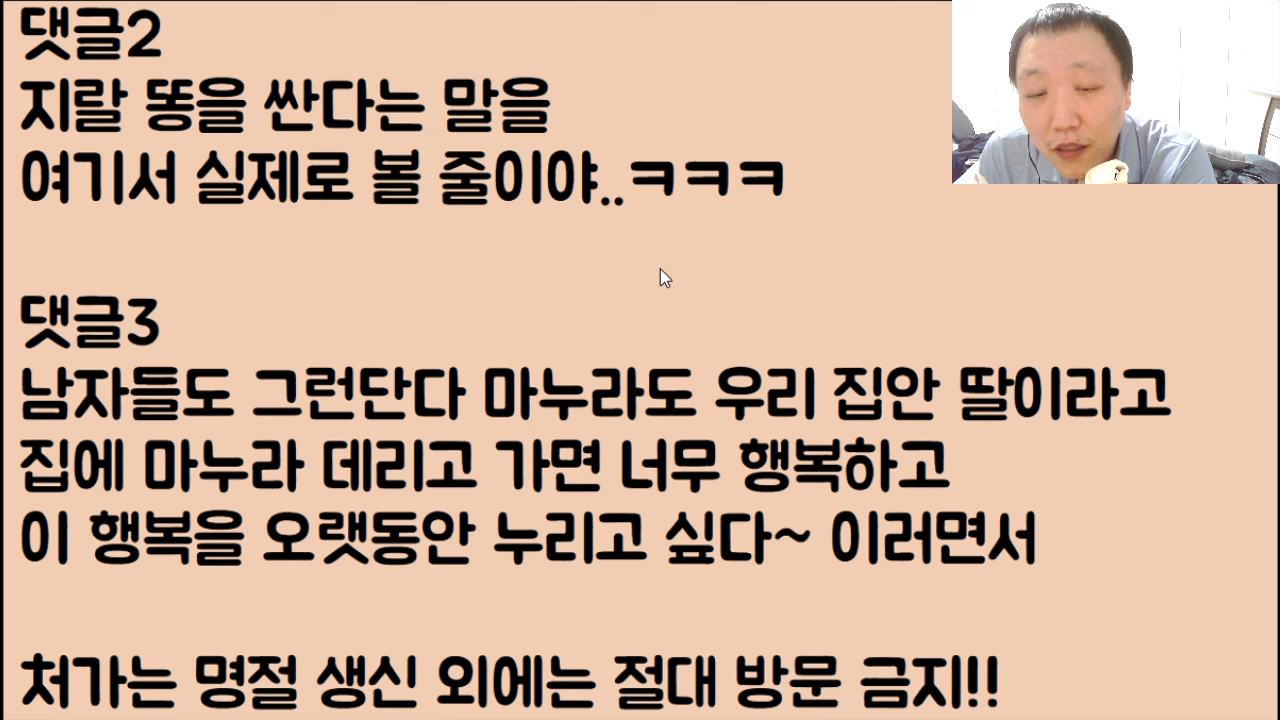 댓글2
지랄 똥을 싼다는 말을
여기서 실제로 볼 줄이야..ㅋㅋㅋ
댓글3
남자들도 그런단다 마누라도 우리 집안 딸이라고
집에 마누라 데리고 가면 너무 행복하고
이 행복을 오랫동안 누리고 싶다~ 이러면서
처가는 명절 생신 외에는 절대 방문 금지!!